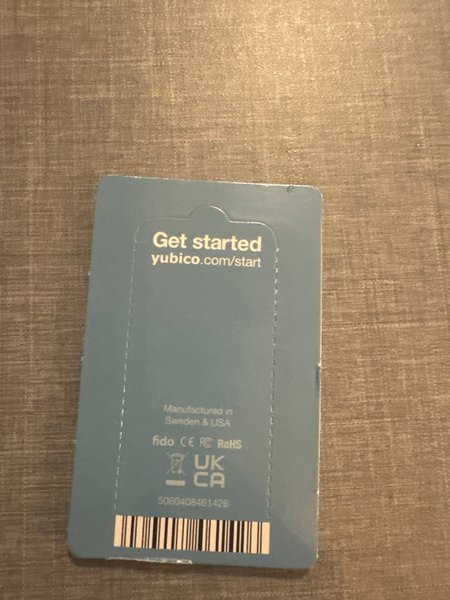 Get started
yubico.com/start
Manufactured in
Sweden & USA
fido CE FC RoHS
UK
CA
5060408461426